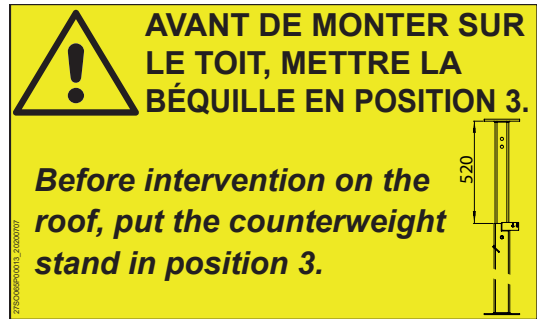 AVANT DE MONTER SUR
LE TOIT, METTRE LA
BÉQUILLE EN POSITION 3.
Before intervention on the
roof, put the counterweight
stand in position 3.
520
27SO065P00013_20200707